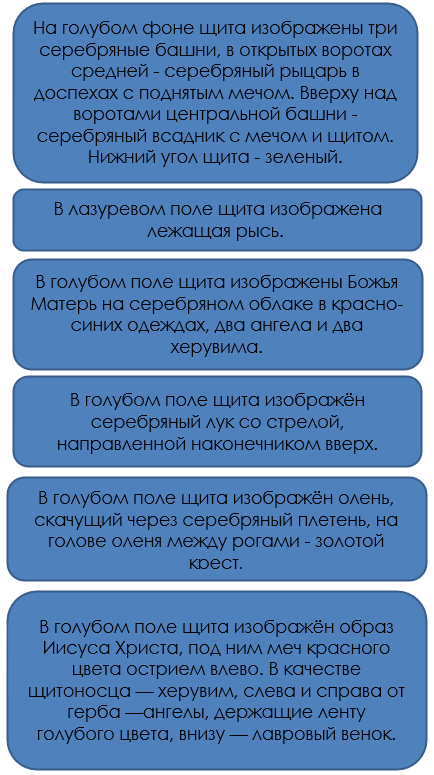 На голубом фоне щита изображены три
серебряные башни, в открытых воротах
средней - серебряный рыцарь в
доспехах с поднятым мечом. Вверху над
воротами центральной башни -
серебряный всадник с мечом и щитом.
Нижний угол щита - зеленый.
В лазуревом поле щита изображена
лежащая рысь.
В голубом поле щита изображены Божья
Матерь на серебряном облаке в красно-
синих одеждах, два ангела и два
херувима.
В голубом поле щита изображён
серебряный лук со стрелой,
направленной наконечником вверх.
В голубом поле щита изображён олень,
скачущий через серебряный плетень, на
голове оленя между рогами - золотой
крест.
В голубом поле щита изображён образ
Иисуса Христа, под ним меч красного
цвета острием влево. В качестве
щитоносца — херувим, слева и справа от
герба —ангелы, держащие ленту
голубого цвета, внизу — лавровый венок.